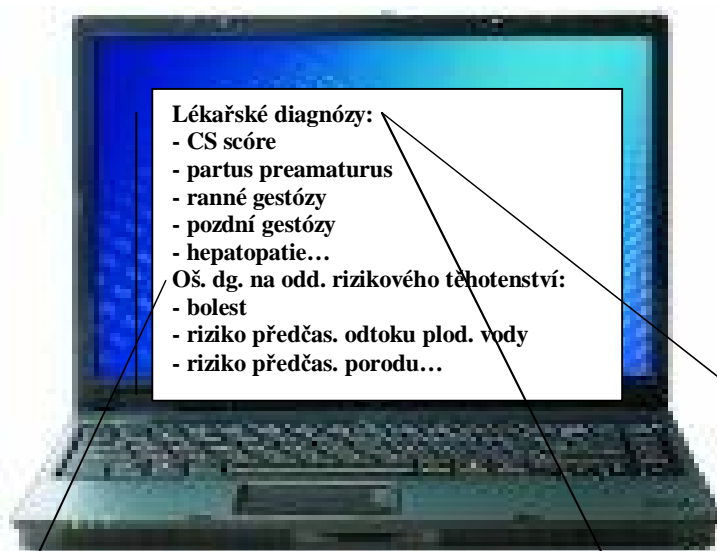 Lékařské diagnózy:
- CS scóre
- partus preamaturus
- ranné gestózy
- pozdní gestózy
- hepatopatie…
Oš. dg. na odd. rizikového těhotenství:
- bolest
- riziko předčas. odtoku plod. vody
- riziko předčas. porodu…